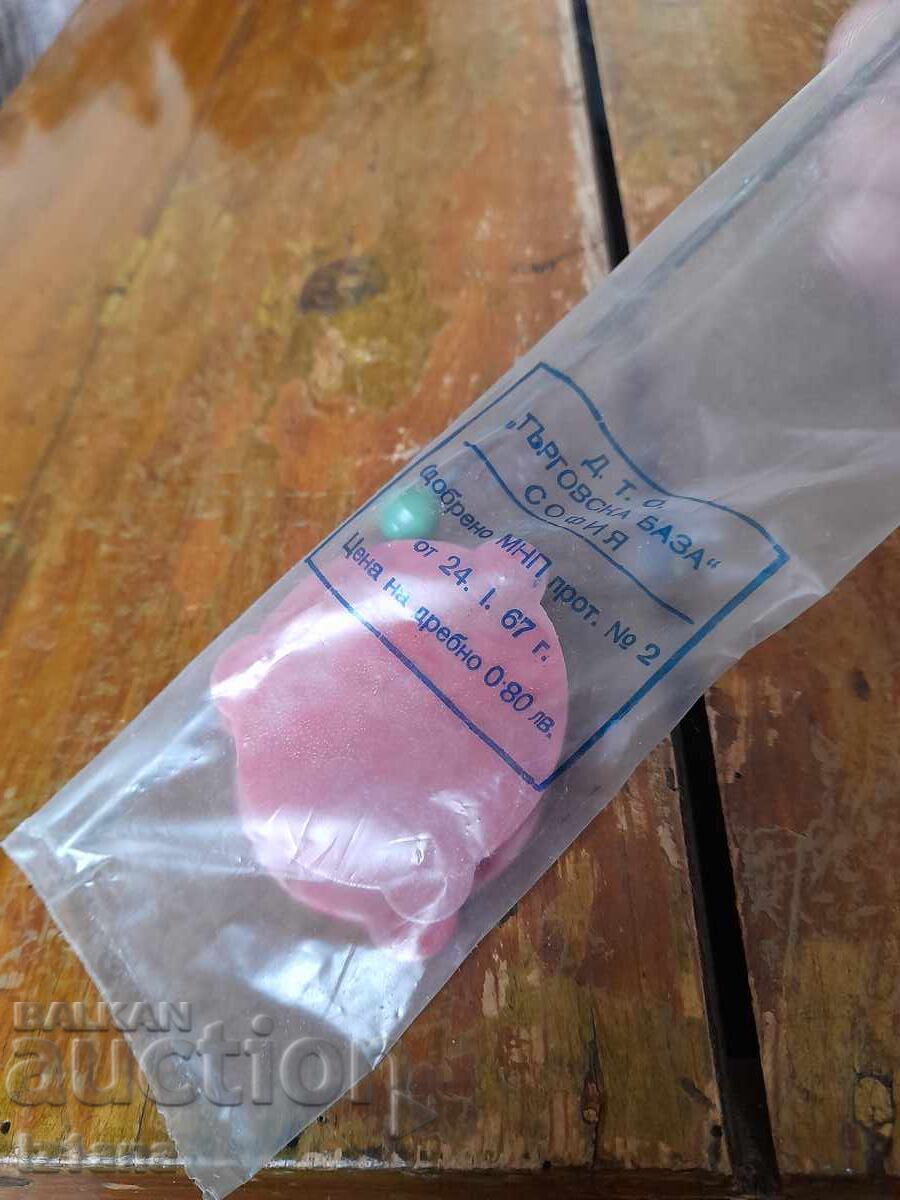 Д. Т. О.
„ТЪРГОВСКА БАЗА“
СОФИЯ
Одобрено МНП прот. № 2
от 24. I. 67 г.
Цена на дребно 0·80 лв.
BALKAN
auction